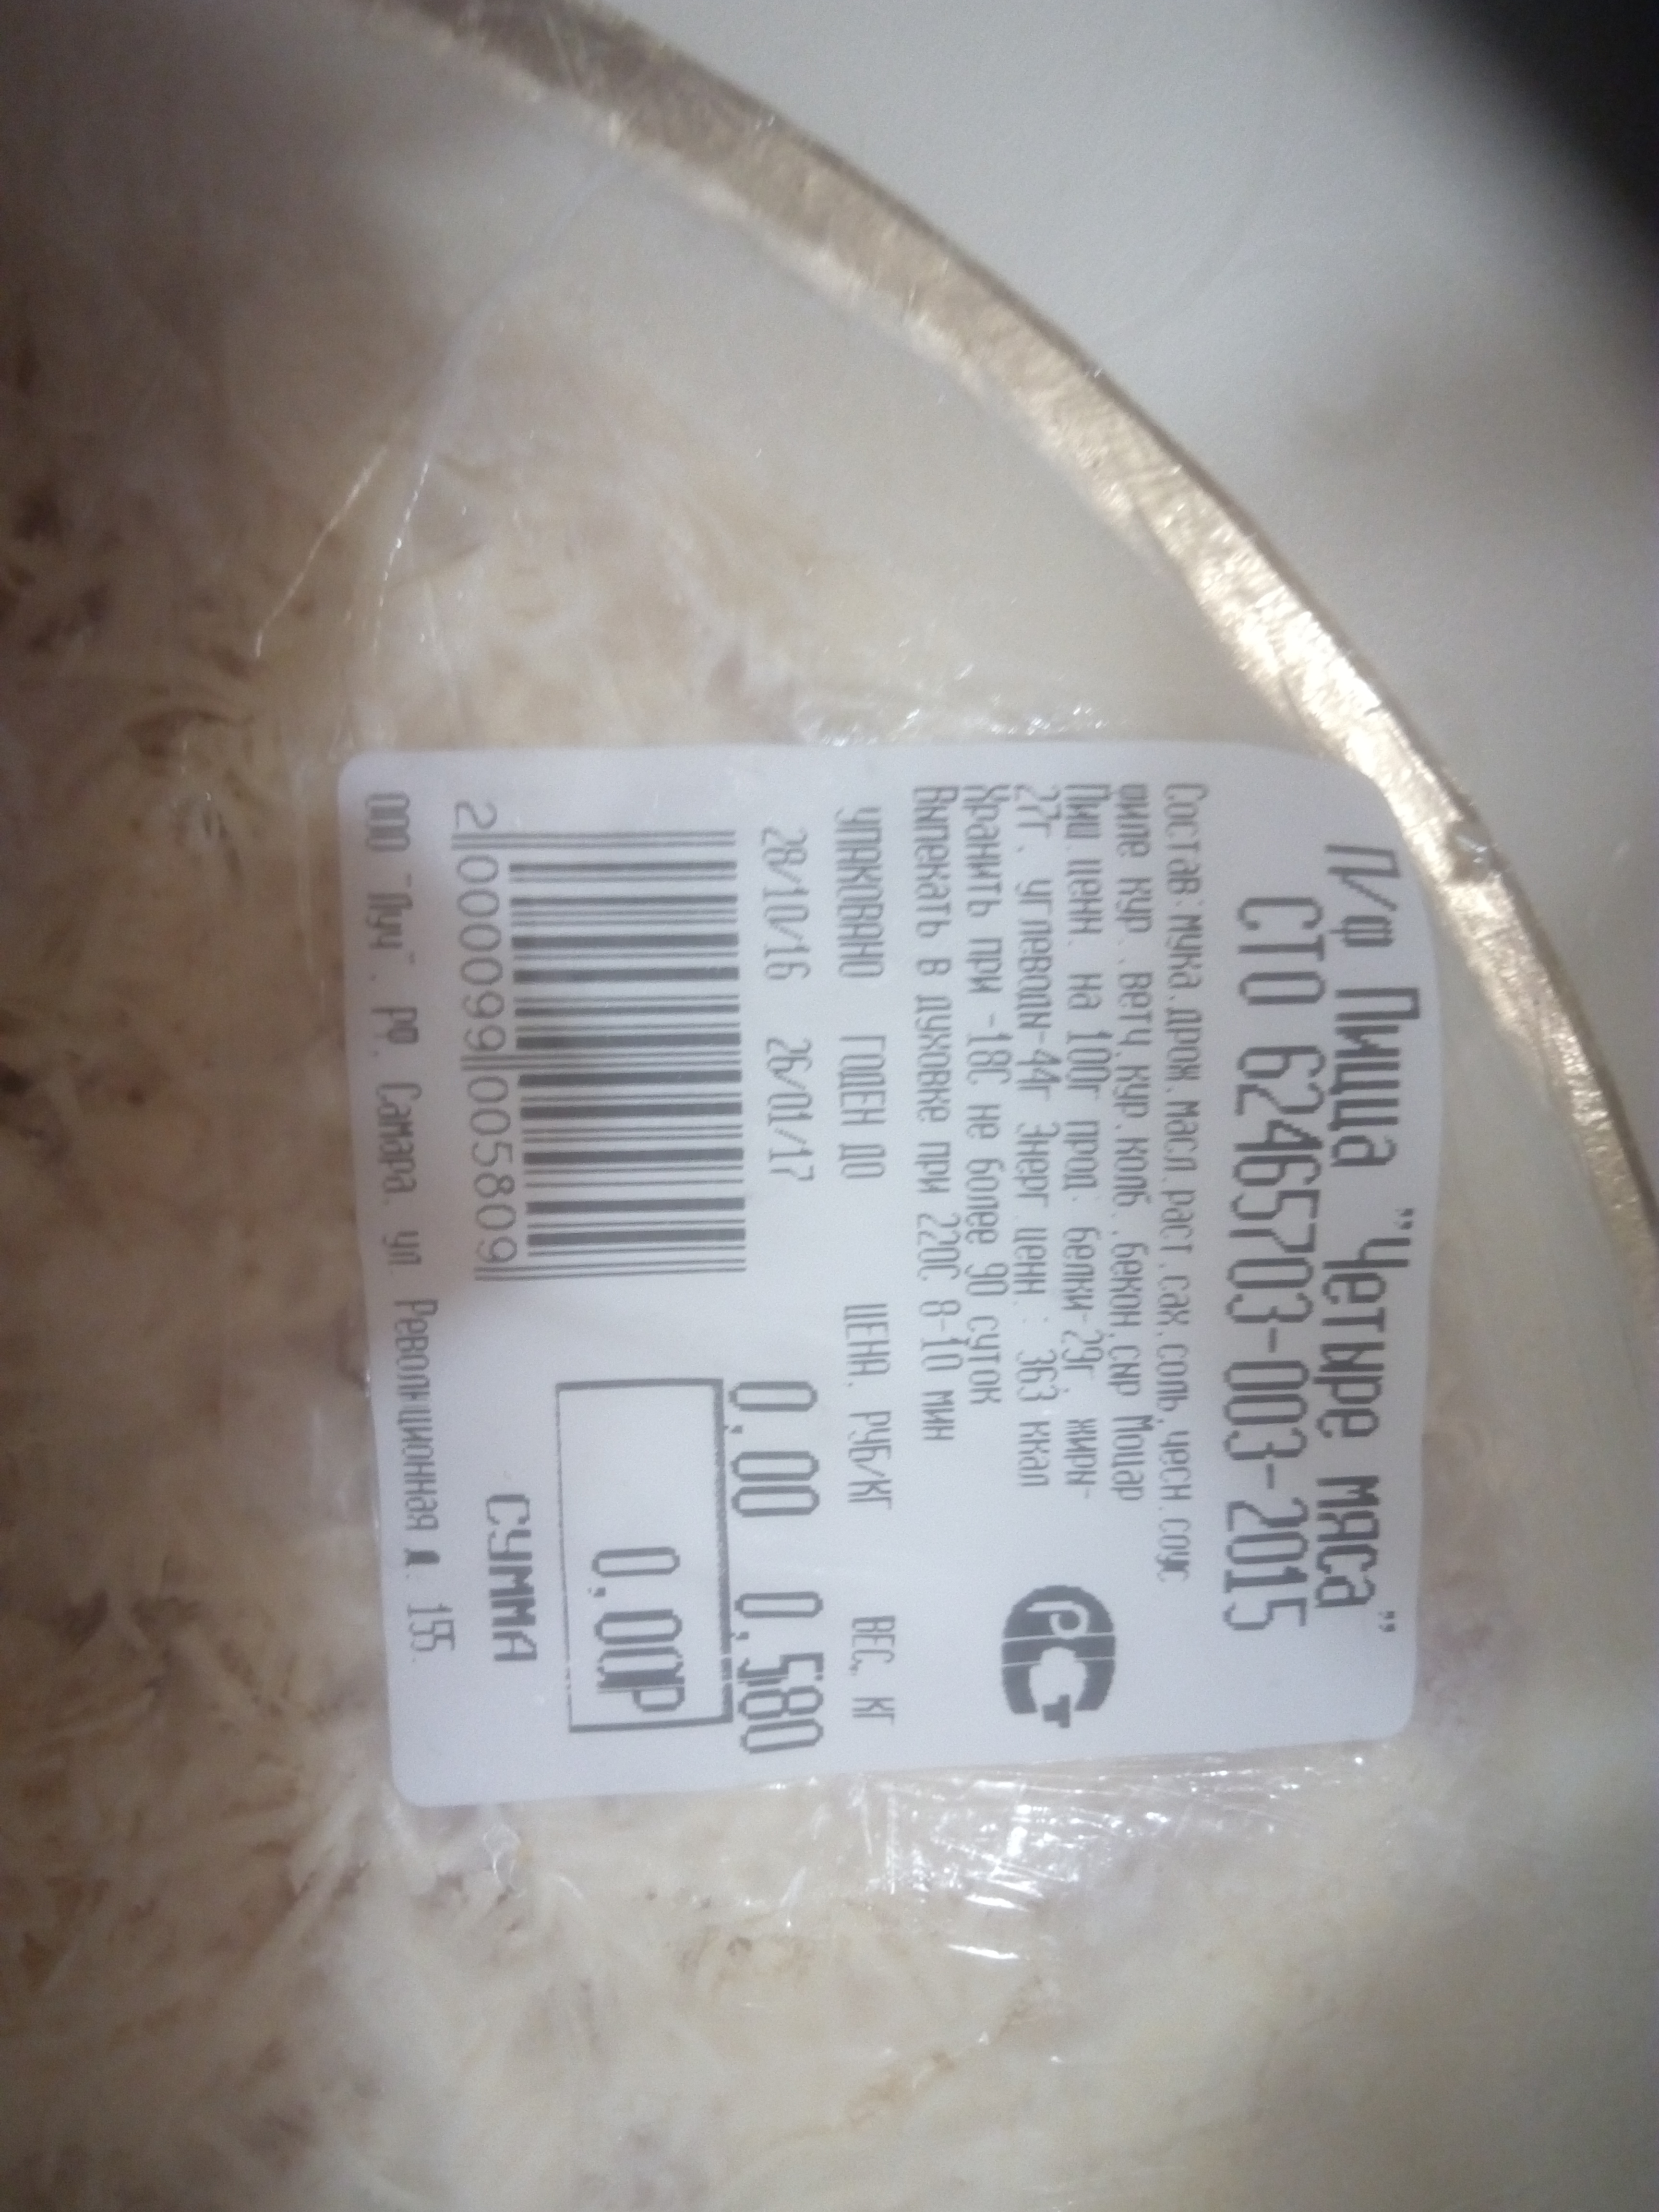 П/ф Пицца "Четыре мяса"
СТО 62465703-003-2015
Состав:мука,дрож.масл.раст.сах.соль,чесн.соус
филе кур.,ветч.кур.колб.,бекон,сыр Моцар
Пищ.ценн. на 100г прод: белки-29г, жиры-
27г, углеводы-44г Энерг.ценн.: 363 ккал
Хранить при -18С не более 90 суток
Выпекать в духовке при 220С 8-10 мин
РСТ
УПАКОВАНО ГОДЕН ДО ЦЕНА, РУБ/КГ ВЕС, КГ
28/10/16 26/01/17 0,00 0,580
0,00Р
2 000099 005809
СУММА
ООО "Луч", РФ, Самара, ул. Революционная д. 155.